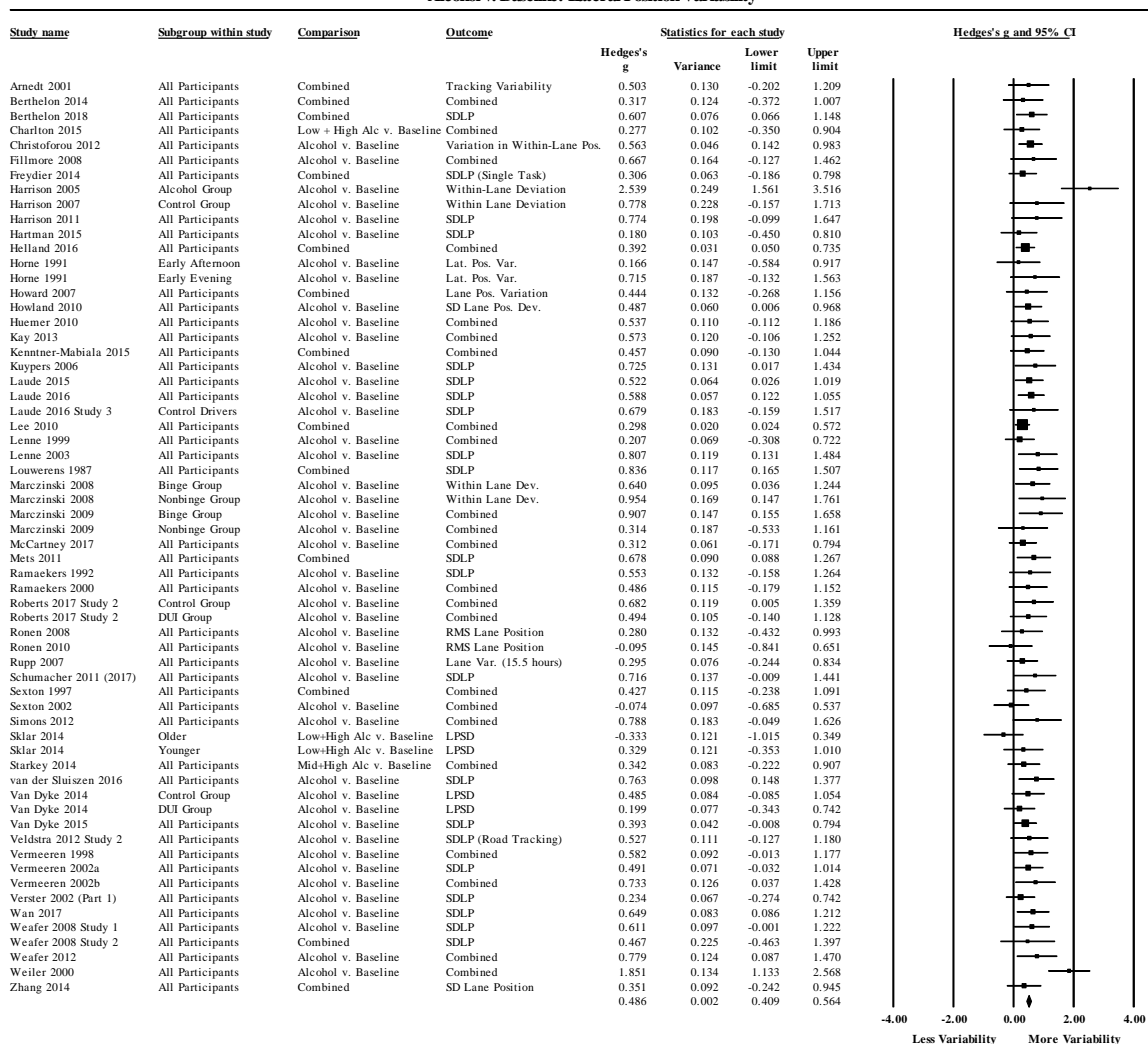 Study name Subgroup within study Comparison Outcome Statistics for each study Hedges's g and 95% CI
Hedges's g Variance Lower limit Upper limit
Arnedt 2001 All Participants Combined Tracking Variability 0.503 0.130 -0.202 1.209
Berthelon 2014 All Participants Combined Combined 0.317 0.124 -0.372 1.007
Berthelon 2018 All Participants Combined SDLP 0.607 0.076 0.066 1.148
Charlton 2015 All Participants Low + High Alc v. Baseline Combined 0.277 0.102 -0.350 0.904
Christoforou 2012 All Participants Alcohol v. Baseline Variation in Within-Lane Pos. 0.563 0.046 0.142 0.983
Fillmore 2008 All Participants Alcohol v. Baseline Combined 0.667 0.164 -0.127 1.462
Freydier 2014 All Participants Combined SDLP (Single Task) 0.306 0.063 -0.186 0.798
Harrison 2005 Alcohol Group Alcohol v. Baseline Within-Lane Deviation 2.539 0.249 1.561 3.516
Harrison 2007 Control Group Alcohol v. Baseline Within Lane Deviation 0.778 0.228 -0.157 1.713
Harrison 2011 All Participants Alcohol v. Baseline SDLP 0.774 0.198 -0.099 1.647
Hartman 2015 All Participants Alcohol v. Baseline SDLP 0.180 0.103 -0.450 0.810
Helland 2016 All Participants Combined Combined 0.392 0.031 0.050 0.735
Horne 1991 Early Afternoon Alcohol v. Baseline Lat. Pos. Var. 0.166 0.147 -0.584 0.917
Horne 1991 Early Evening Alcohol v. Baseline Lat. Pos. Var. 0.715 0.187 -0.132 1.563
Howard 2007 All Participants Combined Lane Pos. Variation 0.444 0.132 -0.268 1.156
Howland 2010 All Participants Alcohol v. Baseline SD Lane Pos. Dev. 0.487 0.060 0.006 0.968
Huemer 2010 All Participants Alcohol v. Baseline Combined 0.537 0.110 -0.112 1.186
Kay 2013 All Participants Alcohol v. Baseline Combined 0.573 0.120 -0.106 1.252
Kenntner-Mabiala 2015 All Participants Combined Combined 0.457 0.090 -0.130 1.044
Kuypers 2006 All Participants Alcohol v. Baseline SDLP 0.725 0.131 0.017 1.434
Laude 2015 All Participants Alcohol v. Baseline SDLP 0.522 0.064 0.026 1.019
Laude 2016 All Participants Alcohol v. Baseline SDLP 0.588 0.057 0.122 1.055
Laude 2016 Study 3 Control Drivers Alcohol v. Baseline SDLP 0.679 0.183 -0.159 1.517
Lee 2010 All Participants Combined Combined 0.298 0.020 0.024 0.572
Lenne 1999 All Participants Alcohol v. Baseline Combined 0.207 0.069 -0.308 0.722
Lenne 2003 All Participants Alcohol v. Baseline SDLP 0.807 0.119 0.131 1.484
Louwerens 1987 All Participants Combined SDLP 0.836 0.117 0.165 1.507
Marczinski 2008 Binge Group Alcohol v. Baseline Within Lane Dev. 0.640 0.095 0.036 1.244
Marczinski 2008 Nonbinge Group Alcohol v. Baseline Within Lane Dev. 0.954 0.169 0.147 1.761
Marczinski 2009 Binge Group Alcohol v. Baseline Combined 0.907 0.147 0.155 1.658
Marczinski 2009 Nonbinge Group Alcohol v. Baseline Combined 0.314 0.187 -0.533 1.161
McCartney 2017 All Participants Alcohol v. Baseline Combined 0.312 0.061 -0.171 0.794
Mets 2011 All Participants Combined SDLP 0.678 0.090 0.088 1.267
Ramaekers 1992 All Participants Alcohol v. Baseline SDLP 0.553 0.132 -0.158 1.264
Ramaekers 2000 All Participants Alcohol v. Baseline Combined 0.486 0.115 -0.179 1.152
Roberts 2017 Study 2 Control Group Alcohol v. Baseline Combined 0.682 0.119 0.005 1.359
Roberts 2017 Study 2 DUI Group Alcohol v. Baseline Combined 0.494 0.105 -0.140 1.128
Ronen 2008 All Participants Alcohol v. Baseline RMS Lane Position 0.280 0.132 -0.432 0.993
Ronen 2010 All Participants Alcohol v. Baseline RMS Lane Position -0.095 0.145 -0.841 0.651
Rupp 2007 All Participants Alcohol v. Baseline Lane Var. (15.5 hours) 0.295 0.076 -0.244 0.834
Schumacher 2011 (2017) All Participants Alcohol v. Baseline SDLP 0.716 0.137 -0.009 1.441
Sexton 1997 All Participants Combined Combined 0.427 0.115 -0.238 1.091
Sexton 2002 All Participants Alcohol v. Baseline Combined -0.074 0.097 -0.685 0.537
Simons 2012 All Participants Alcohol v. Baseline Combined 0.788 0.183 -0.049 1.626
Sklar 2014 Older Low+High Alc v. Baseline LPSD -0.333 0.121 -1.015 0.349
Sklar 2014 Younger Low+High Alc v. Baseline LPSD 0.329 0.121 -0.353 1.010
Starkey 2014 All Participants Mid+High Alc v. Baseline Combined 0.342 0.083 -0.222 0.907
van der Sluiszen 2016 All Participants Alcohol v. Baseline SDLP 0.763 0.098 0.148 1.377
Van Dyke 2014 Control Group Alcohol v. Baseline LPSD 0.485 0.084 -0.085 1.054
Van Dyke 2014 DUI Group Alcohol v. Baseline LPSD 0.199 0.077 -0.343 0.742
Van Dyke 2015 All Participants Alcohol v. Baseline SDLP 0.393 0.042 -0.008 0.794
Veldstra 2012 Study 2 All Participants Alcohol v. Baseline SDLP (Road Tracking) 0.527 0.111 -0.127 1.180
Vermeeren 1998 All Participants Alcohol v. Baseline Combined 0.582 0.092 -0.013 1.177
Vermeeren 2002a All Participants Alcohol v. Baseline SDLP 0.491 0.071 -0.032 1.014
Vermeeren 2002b All Participants Alcohol v. Baseline Combined 0.733 0.126 0.037 1.428
Verster 2002 (Part 1) All Participants Alcohol v. Baseline SDLP 0.234 0.067 -0.274 0.742
Wan 2017 All Participants Alcohol v. Baseline SDLP 0.649 0.083 0.086 1.212
Weafer 2008 Study 1 All Participants Alcohol v. Baseline SDLP 0.611 0.097 -0.001 1.222
Weafer 2008 Study 2 All Participants Combined SDLP 0.467 0.225 -0.463 1.397
Weafer 2012 All Participants Alcohol v. Baseline Combined 0.779 0.124 0.087 1.470
Weiler 2000 All Participants Alcohol v. Baseline Combined 1.851 0.134 1.133 2.568
Zhang 2014 All Participants Combined SD Lane Position 0.351 0.092 -0.242 0.945
0.486 0.002 0.409 0.564
-4.00 -2.00 0.00 2.00 4.00
Less Variability More Variability